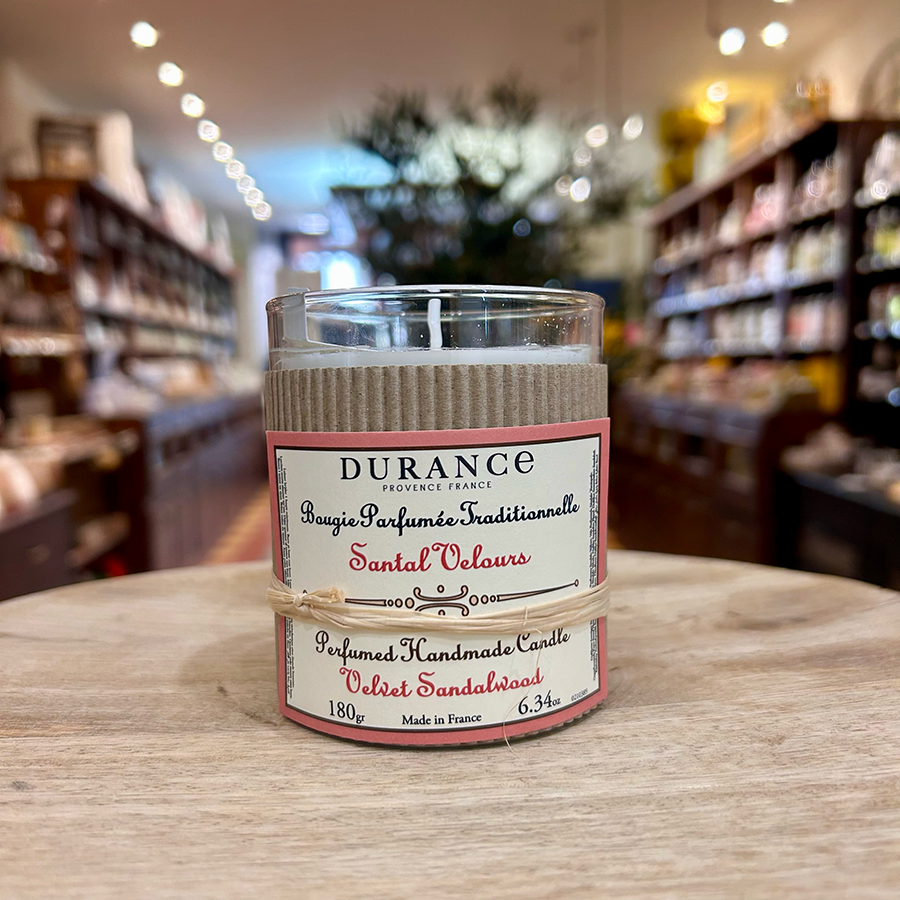 DURANCE
PROVENCE FRANCE
Bougie Parfumée Traditionnelle
Santal Velours
Perfumed Handmade Candle
Velvet Sandalwood
180gr Made in France 6.34oz